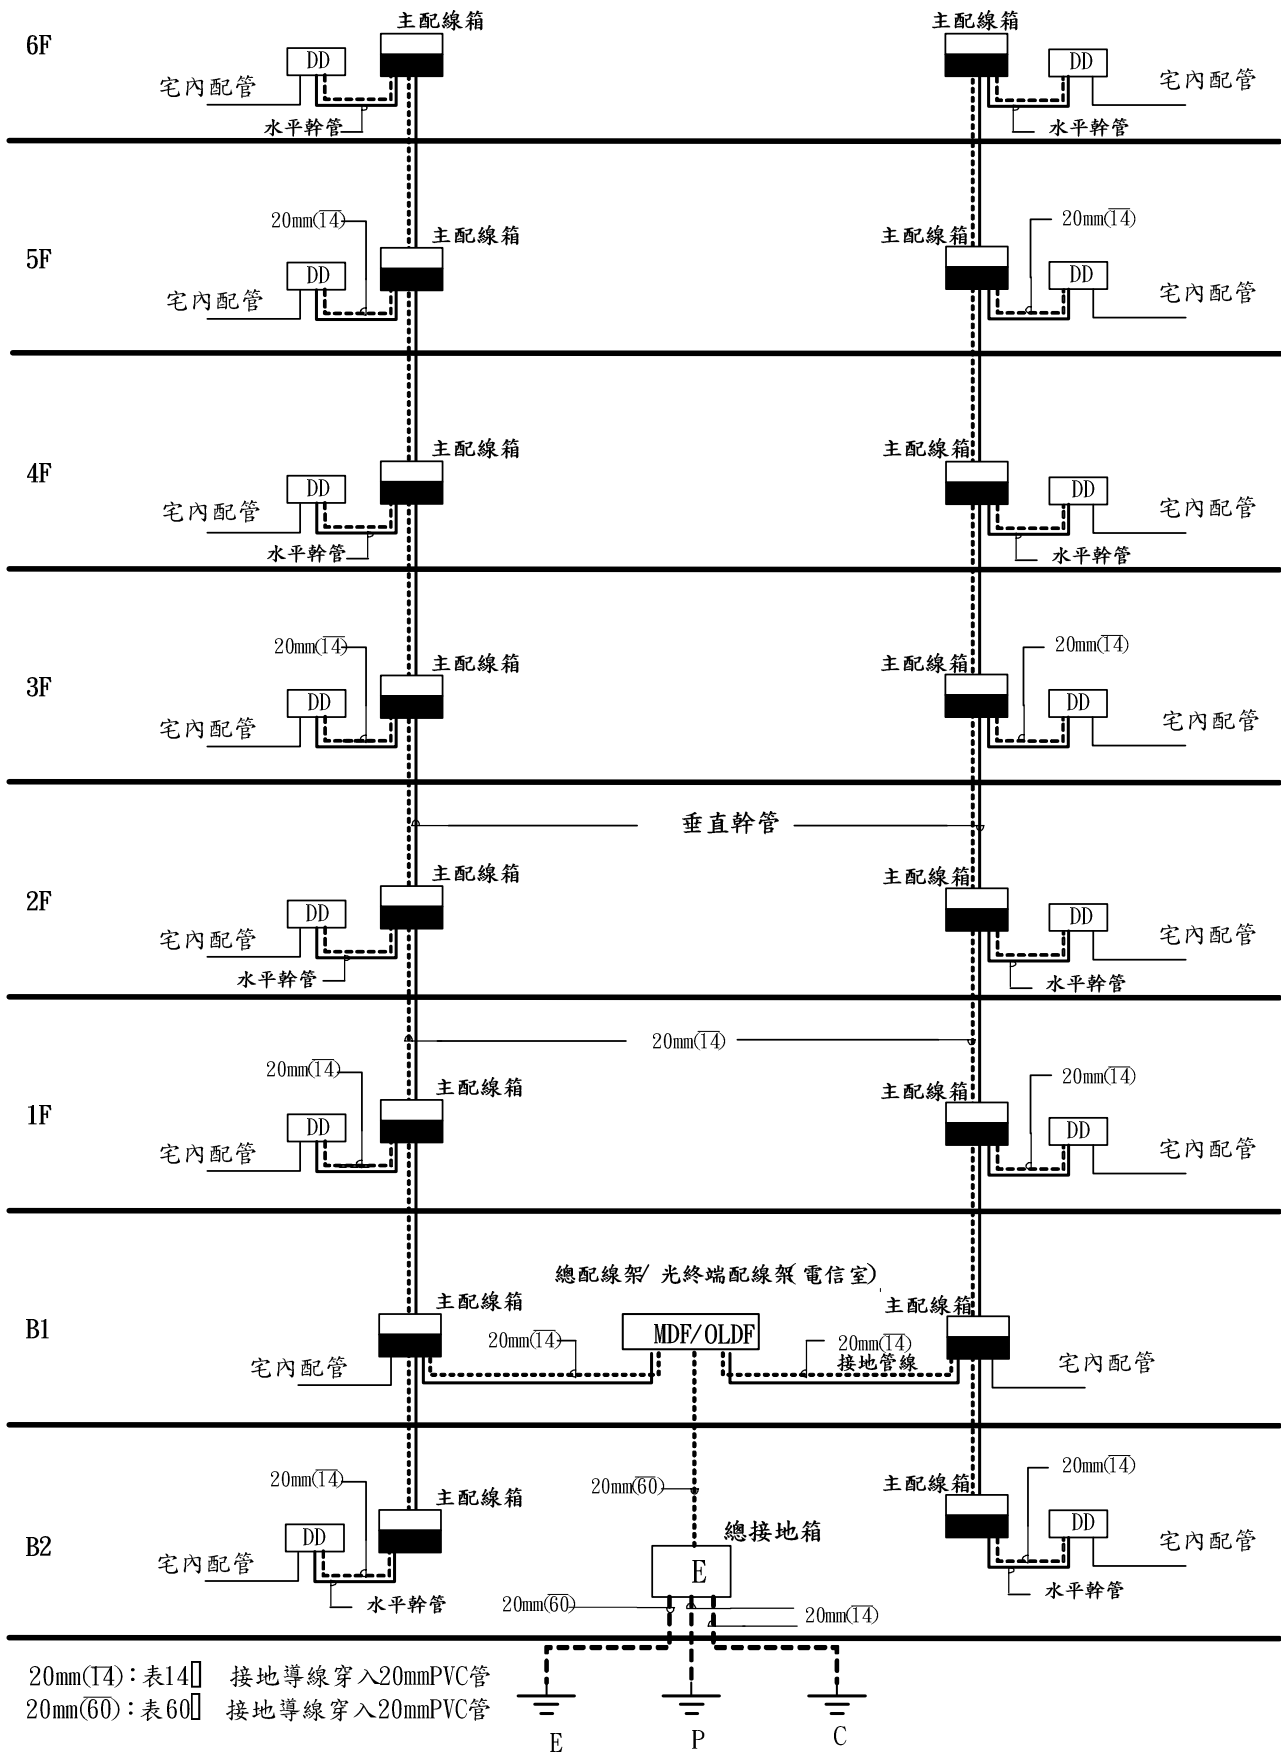 主配線箱
主配線箱
6F
DD
DD
宅內配管
宅內配管
水平幹管
水平幹管
20mm(14)
20mm(14)
主配線箱
主配線箱
5F
DD
DD
宅內配管
宅內配管
主配線箱
主配線箱
4F
DD
DD
宅內配管
宅內配管
水平幹管
水平幹管
20mm(14)
20mm(14)
主配線箱
主配線箱
3F
DD
DD
宅內配管
宅內配管
垂直幹管
主配線箱
主配線箱
2F
DD
DD
宅內配管
宅內配管
水平幹管
水平幹管
20mm(14)
20mm(14)
20mm(14)
主配線箱
主配線箱
1F
DD
DD
宅內配管
宅內配管
總配線架/ 光終端配線架(電信室)
主配線箱
主配線箱
B1
MDF/OLDF
20mm(14)
20mm(14)
接地管線
宅內配管
宅內配管
20mm(14)
20mm(14)
主配線箱
主配線箱
20mm(60)
總接地箱
B2
DD
DD
宅內配管
宅內配管
E
水平幹管
水平幹管
20mm(60)
20mm(14)
20mm(14):表14▯ 接地導線穿入20mmPVC管
20mm(60):表60▯ 接地導線穿入20mmPVC管
E
P
C